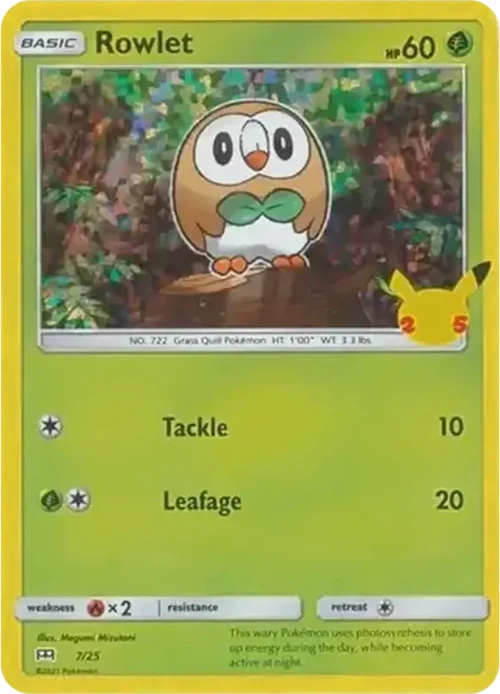 BASIC Rowlet HP60
25
NO. 722 Grass Quill Pokémon HT: 1'00" WT: 3.3 lbs.
Tackle 10
Leafage 20
weakness ×2 resistance retreat
Illus. Megumi Mizutani
7/25
©2021 Pokémon
This wary Pokémon uses photosynthesis to store
up energy during the day, while becoming
active at night.